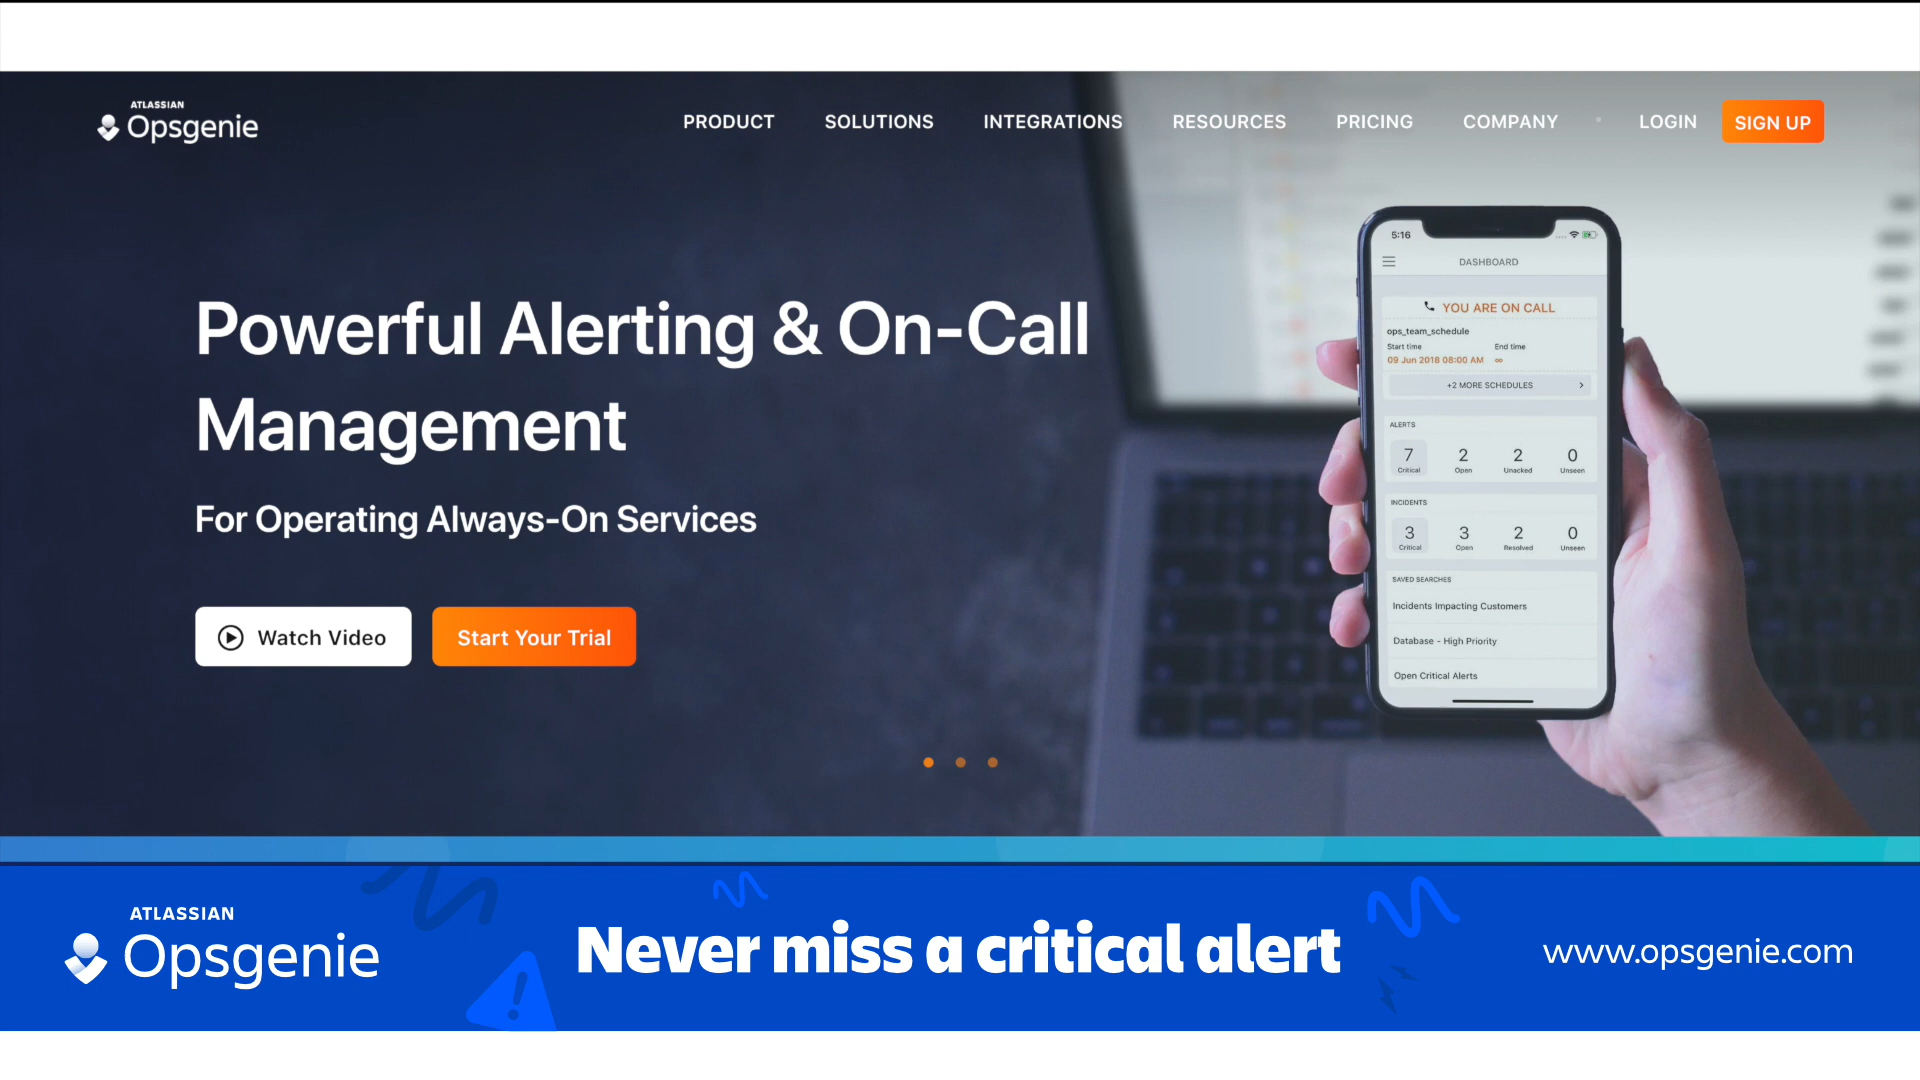 ATLASSIAN
Opsgenie
PRODUCT SOLUTIONS INTEGRATIONS RESOURCES PRICING COMPANY LOGIN SIGN UP
Powerful Alerting & On-Call
Management
For Operating Always-On Services
Watch Video Start Your Trial
5:16
DASHBOARD
YOU ARE ON CALL
ops_team_schedule
Start time End time
09 Jun 2018 08:00 AM ∞
+2 MORE SCHEDULES >
ALERTS
7 2 2 0
Critical Open Unacked Unseen
INCIDENTS
3 3 2 0
Critical Open Resolved Unseen
SAVED SEARCHES
Incidents Impacting Customers
Database - High Priority
Open Critical Alerts
ATLASSIAN
Opsgenie
Never miss a critical alert
www.opsgenie.com